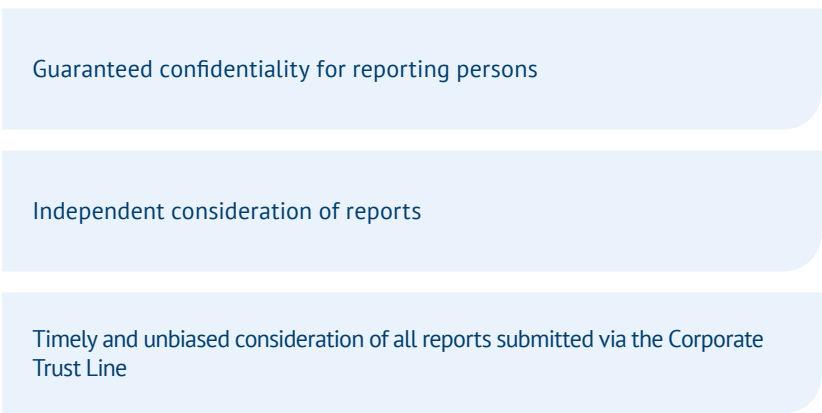 Guaranteed confidentiality for reporting persons
Independent consideration of reports
Timely and unbiased consideration of all reports submitted via the Corporate
Trust Line